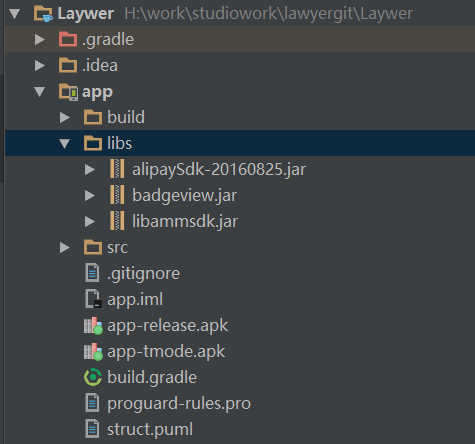 Laywer H:\work\studiowork\lawyergit\Laywer
.gradle
.idea
app
build
libs
alipaySdk-20160825.jar
badgeview.jar
libammsdk.jar
src
.gitignore
app.iml
app-release.apk
app-tmode.apk
build.gradle
proguard-rules.pro
struct.puml